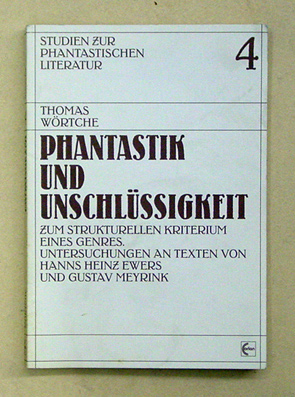 STUDIEN ZUR
PHANTASTISCHEN
LITERATUR
4
THOMAS
WÖRTCHE
PHANTASTIK
UND
UNSCHLÜSSIGKEIT
ZUM STRUKTURELLEN KRITERIUM
EINES GENRES.
UNTERSUCHUNGEN AN TEXTEN VON
HANNS HEINZ EWERS
UND GUSTAV MEYRINK